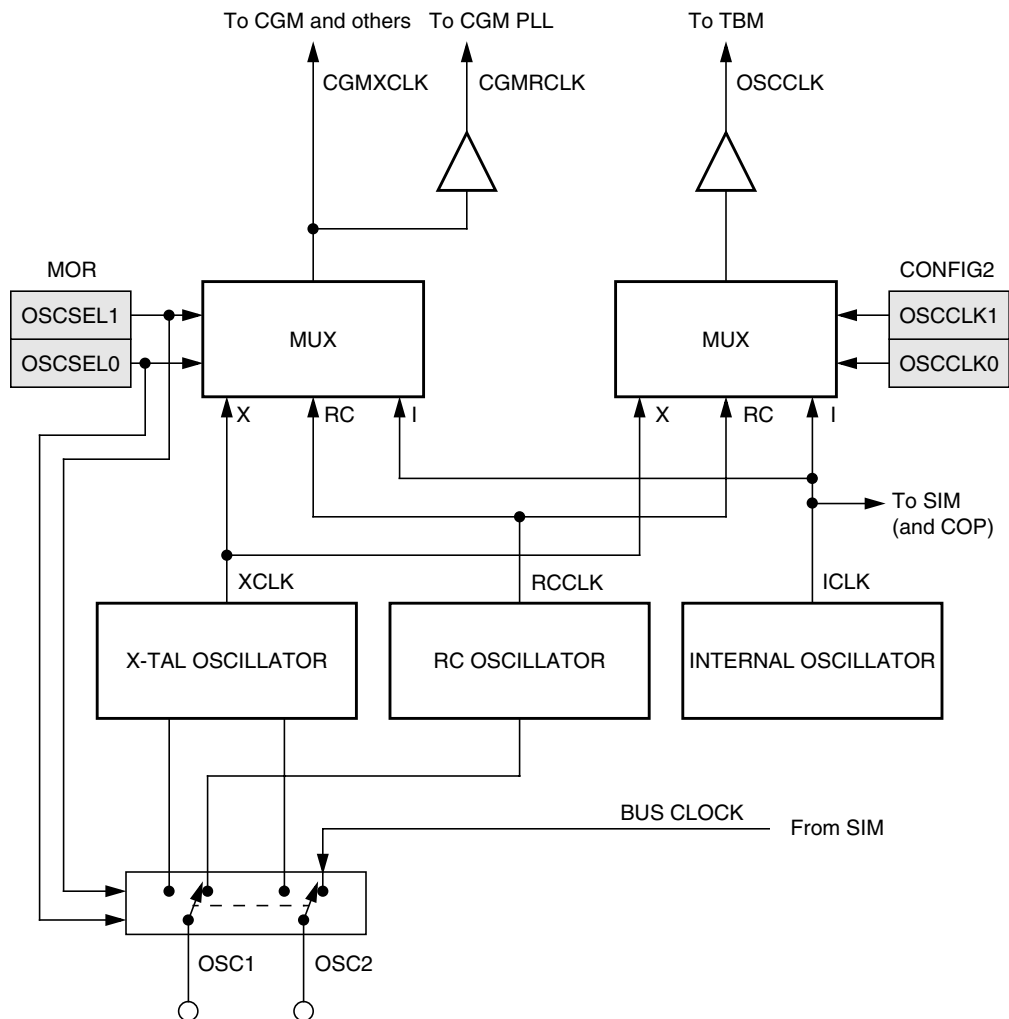 To CGM and others
To CGM PLL
To TBM
CGMXCLK
CGMRCLK
OSCCLK
MOR
CONFIG2
OSCSEL1
OSCSEL0
MUX
MUX
OSCCLK1
OSCCLK0
X
RC
I
X
RC
I
To SIM
(and COP)
XCLK
RCCLK
ICLK
X-TAL OSCILLATOR
RC OSCILLATOR
INTERNAL OSCILLATOR
BUS CLOCK
From SIM
OSC1
OSC2